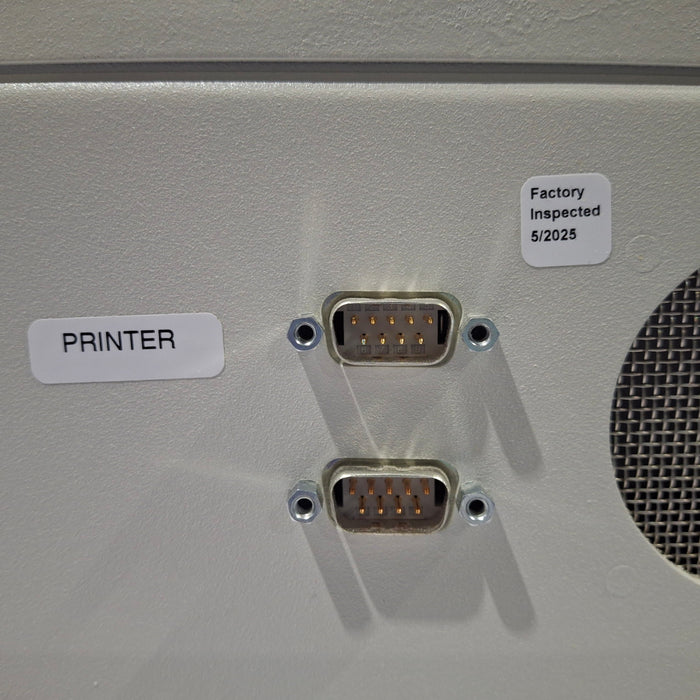 Factory
Inspected
5/2025
PRINTER